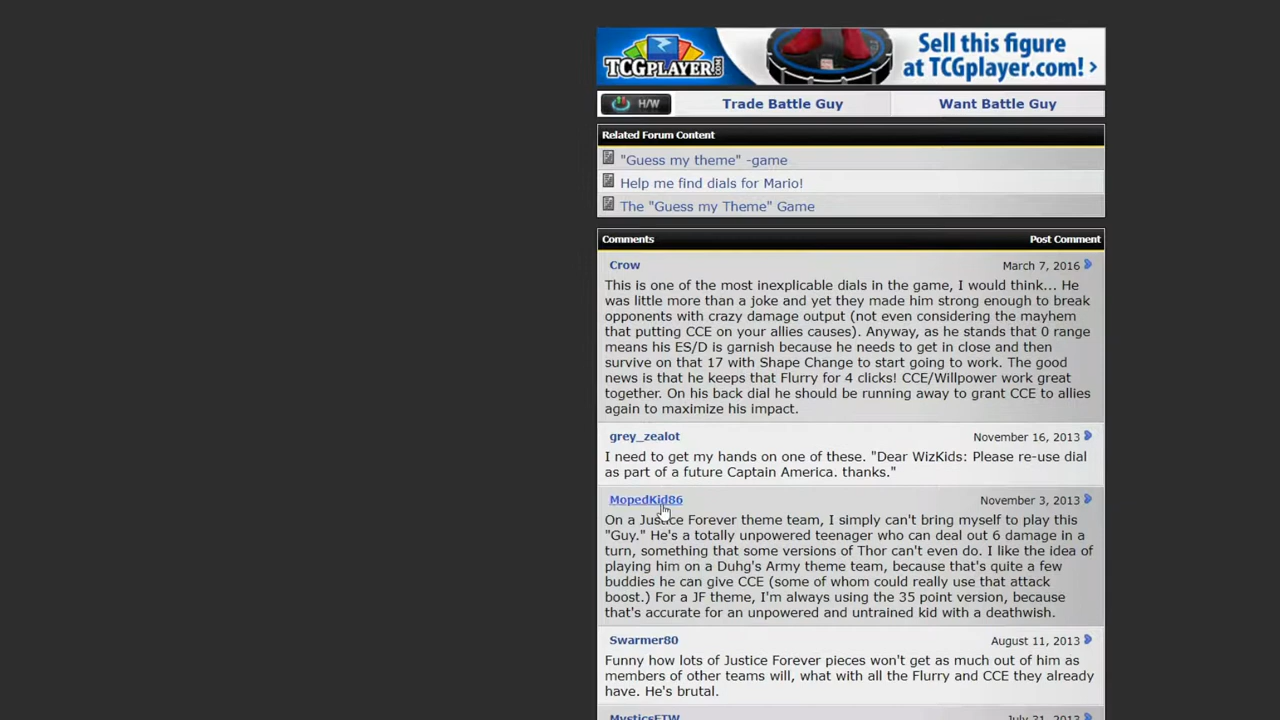 TCGPLAYER.COM
Sell this figure
at TCGplayer.com! >
H/W
Trade Battle Guy
Want Battle Guy
Related Forum Content
"Guess my theme" -game
Help me find dials for Mario!
The "Guess my Theme" Game
Comments
Post Comment
Crow
March 7, 2016
This is one of the most inexplicable dials in the game, I would think... He
was little more than a joke and yet they made him strong enough to break
opponents with crazy damage output (not even considering the mayhem
that putting CCE on your allies causes). Anyway, as he stands that 0 range
means his ES/D is garnish because he needs to get in close and then
survive on that 17 with Shape Change to start going to work. The good
news is that he keeps that Flurry for 4 clicks! CCE/Willpower work great
together. On his back dial he should be running away to grant CCE to allies
again to maximize his impact.
grey_zealot
November 16, 2013
I need to get my hands on one of these. "Dear WizKids: Please re-use dial
as part of a future Captain America. thanks."
MopedKid86
November 3, 2013
On a Justice Forever theme team, I simply can't bring myself to play this
"Guy." He's a totally unpowered teenager who can deal out 6 damage in a
turn, something that some versions of Thor can't even do. I like the idea of
playing him on a Duhg's Army theme team, because that's quite a few
buddies he can give CCE (some of whom could really use that attack
boost.) For a JF theme, I'm always using the 35 point version, because
that's accurate for an unpowered and untrained kid with a deathwish.
Swarmer80
August 11, 2013
Funny how lots of Justice Forever pieces won't get as much out of him as
members of other teams will, what with all the Flurry and CCE they already
have. He's brutal.
MysticsFTW
July 31, 2013